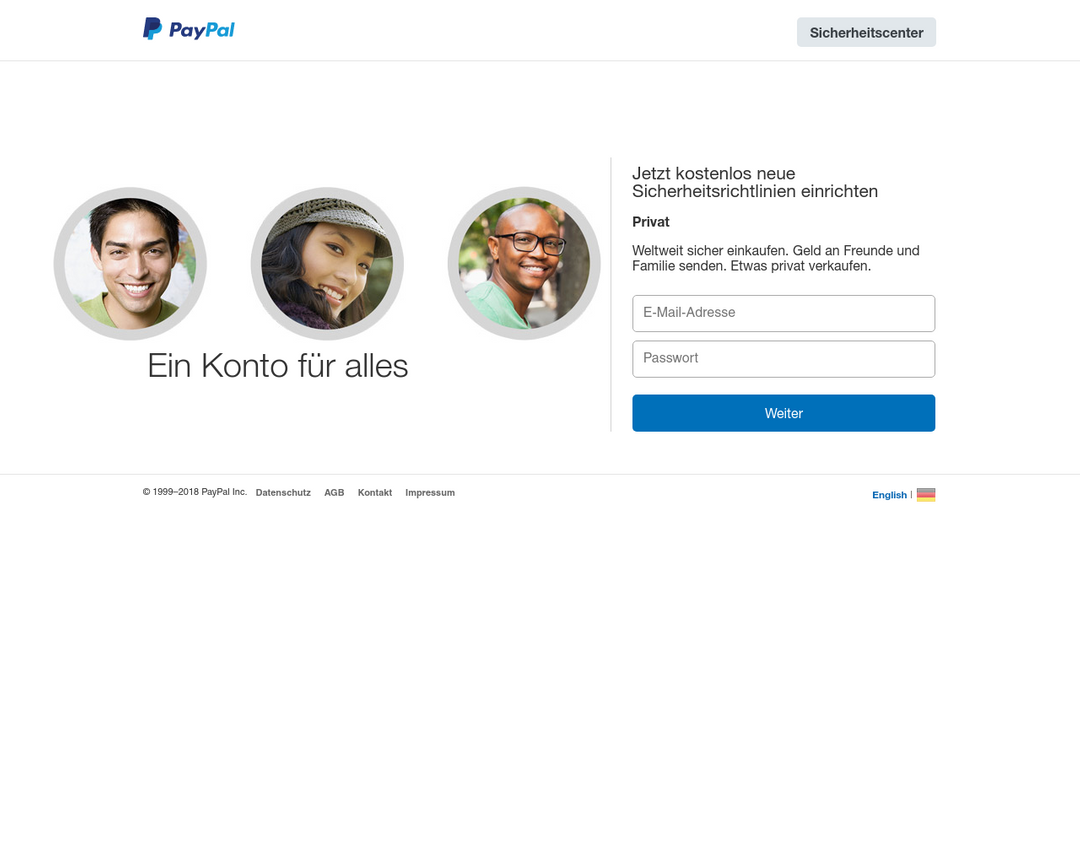 PayPal
Sicherheitscenter
Ein Konto für alles
Jetzt kostenlos neue
Sicherheitsrichtlinien einrichten
Privat
Weltweit sicher einkaufen. Geld an Freunde und
Familie senden. Etwas privat verkaufen.
E-Mail-Adresse
Passwort
Weiter
© 1999–2018 PayPal Inc. Datenschutz AGB Kontakt Impressum
English |